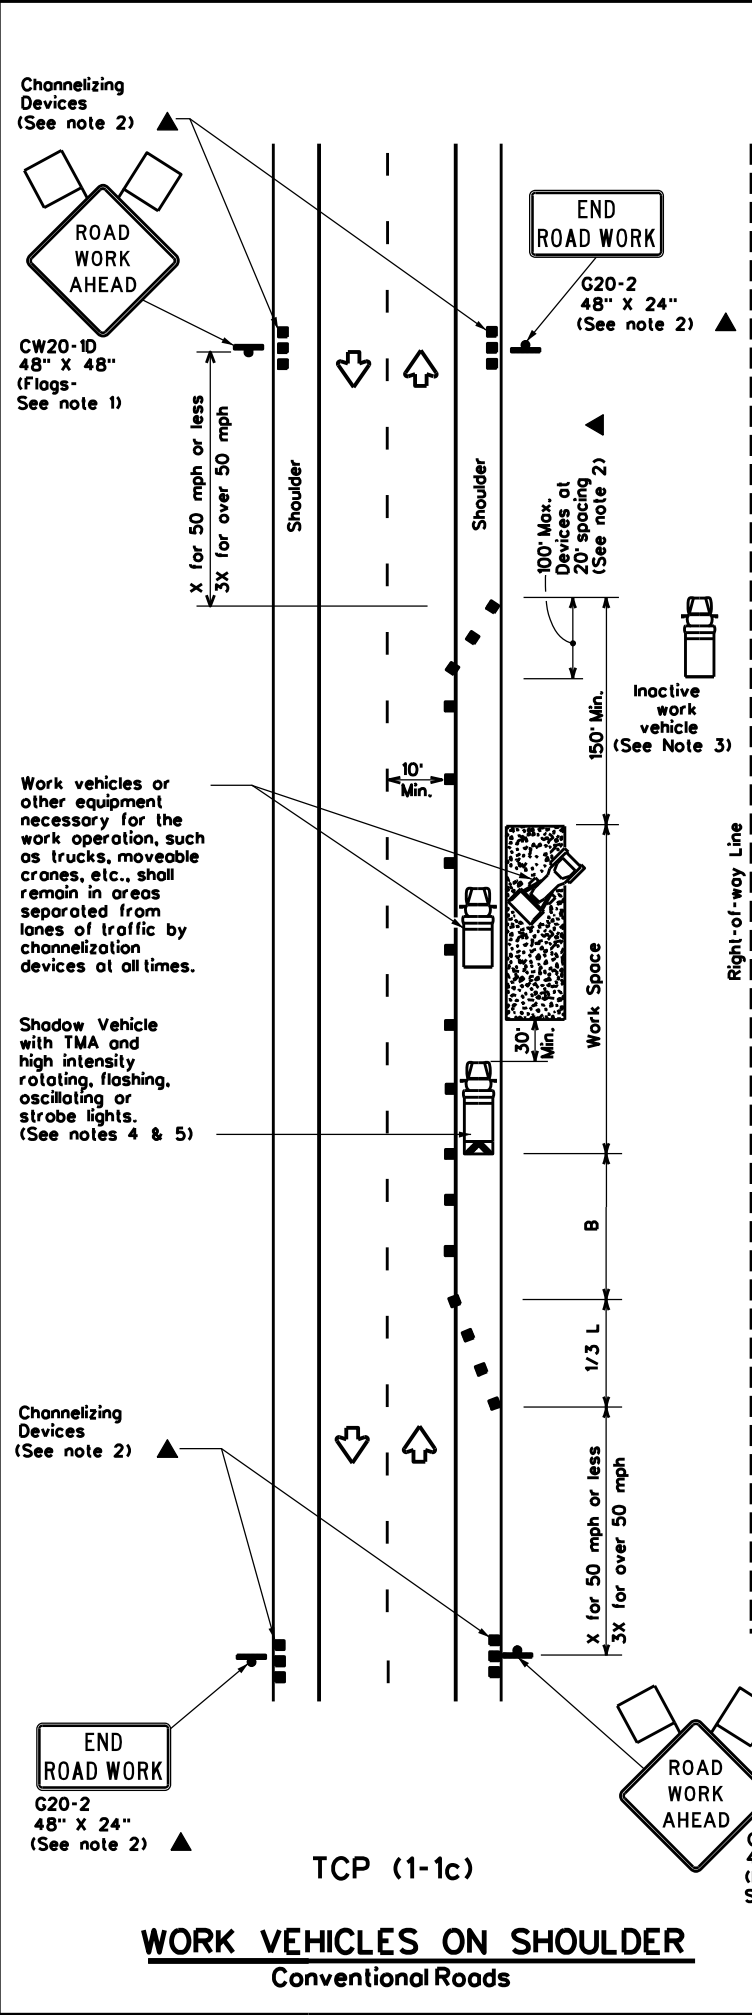 Channelizing
Devices
(See note 2)
ROAD
WORK
AHEAD
CW20-1D
48" X 48"
(Flags-
See note 1)
END
ROAD WORK
G20-2
48" X 24"
(See note 2)
X for 50 mph or less
3X for over 50 mph
Shoulder
Shoulder
100' Max.
Devices at
20' spacing
(See note 2)
150' Min.
Inactive
work
vehicle
(See Note 3)
10'
Min.
Work vehicles or
other equipment
necessary for the
work operation, such
as trucks, moveable
cranes, etc., shall
remain in areas
separated from
lanes of traffic by
channelization
devices at all times.
Right-of-way Line
Work Space
30'
Min.
Shadow Vehicle
with TMA and
high intensity
rotating, flashing,
oscillating or
strobe lights.
(See notes 4 & 5)
B
1/3 L
Channelizing
Devices
(See note 2)
X for 50 mph or less
3X for over 50 mph
END
ROAD WORK
G20-2
48" X 24"
(See note 2)
ROAD
WORK
AHEAD
TCP (1-1c)
WORK VEHICLES ON SHOULDER
Conventional Roads